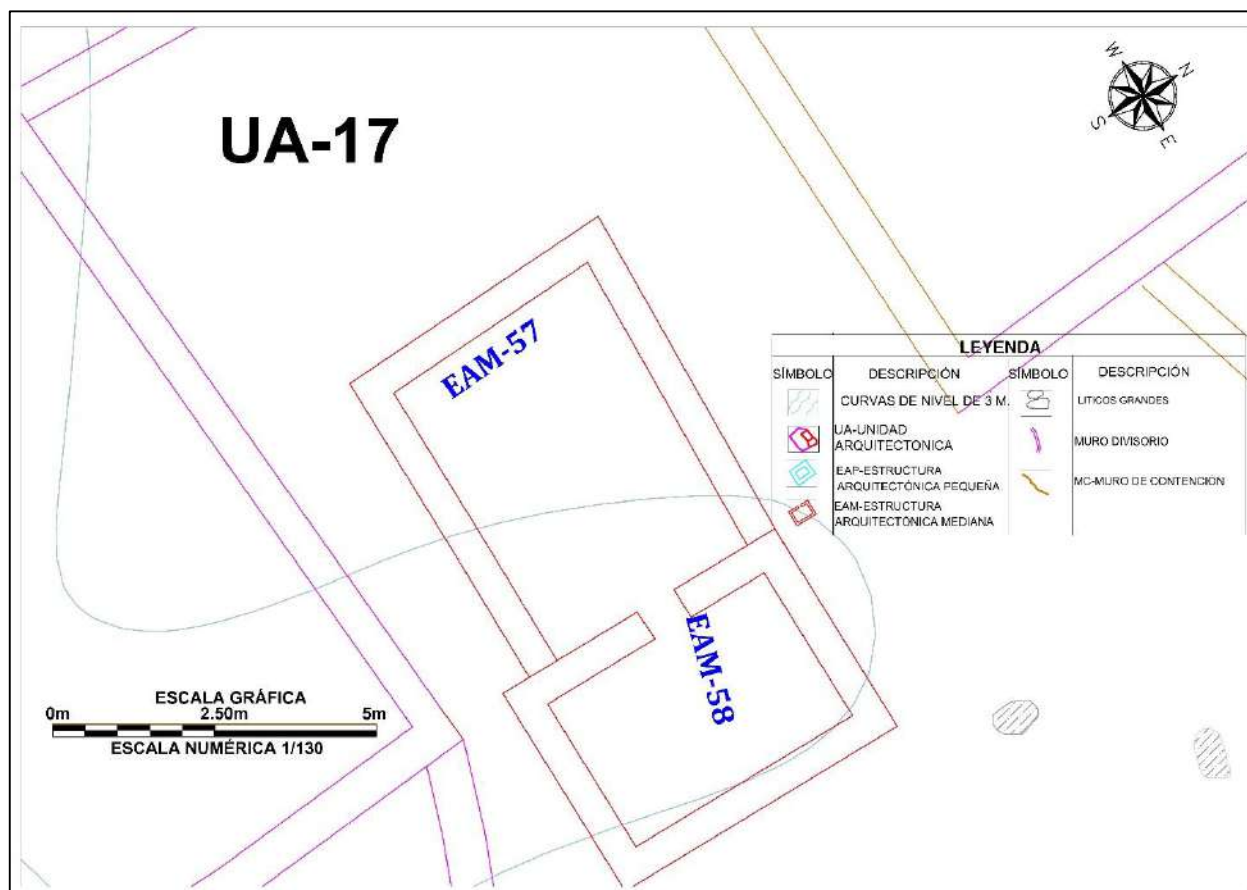 W
N
S
E
UA-17
EAM-57
EAM-58
LEYENDA
SÍMBOLO DESCRIPCIÓN SÍMBOLO DESCRIPCIÓN
CURVAS DE NIVEL DE 3 M.
LITICOS GRANDES
UA-UNIDAD
ARQUITECTONICA
MURO DIVISORIO
EAP-ESTRUCTURA
ARQUITECTÓNICA PEQUEÑA
MC-MURO DE CONTENCIÓN
EAM-ESTRUCTURA
ARQUITECTÓNICA MEDIANA
ESCALA GRÁFICA
0m 2.50m 5m
ESCALA NUMÉRICA 1/130